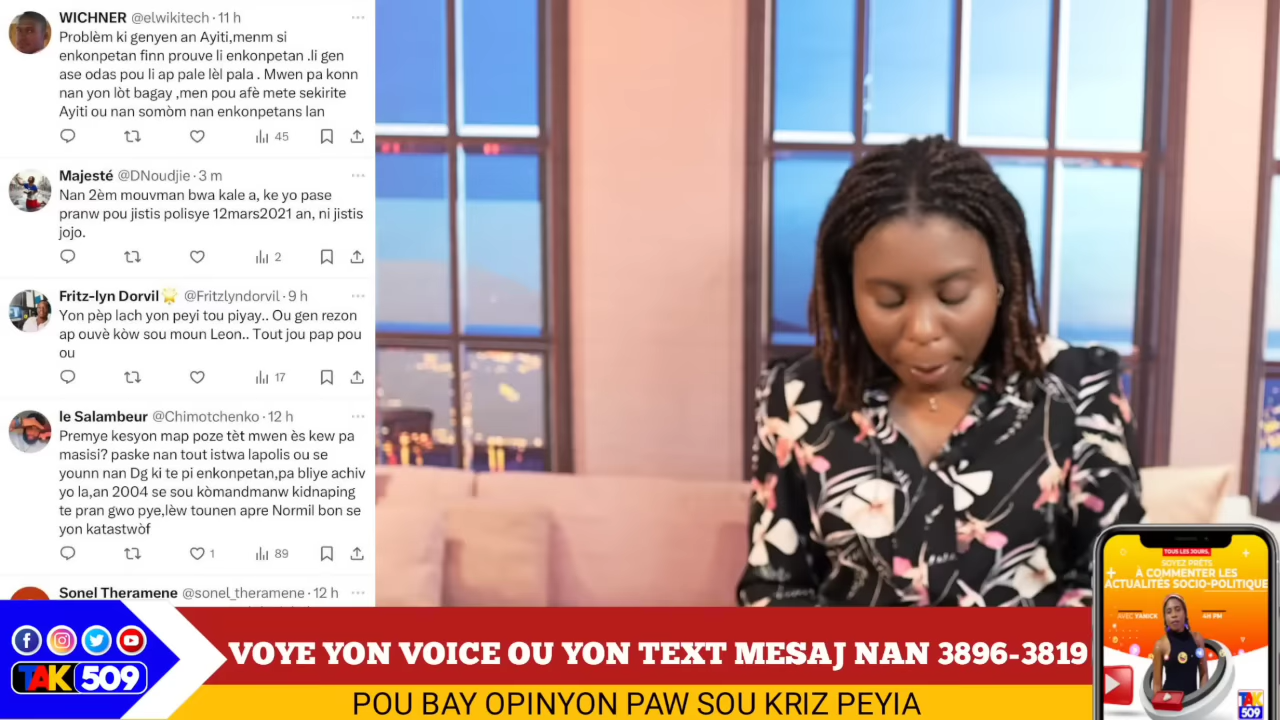 WICHNER @elwikitech · 11 h
Problèm ki genyen an Ayiti,menm si
enkonpetan finn prouve li enkonpetan .li gen
ase odas pou li ap pale lèl pala . Mwen pa konn
nan yon lòt bagay ,men pou afè mete sekirite
Ayiti ou nan somòm nan enkonpetans lan
45
Majesté @DNoudjie · 3 m
Nan 2èm mouvman bwa kale a, ke yo pase
pranw pou jistis polisye 12mars2021 an, ni jistis
jojo.
2
Fritz-lyn Dorvil @Fritzlyndorvil · 9 h
Yon pèp lach yon peyi tou piyay.. Ou gen rezon
ap ouvè kòw sou moun Leon.. Tout jou pap pou
ou
17
le Salambeur @Chimotchenko · 12 h
Premye kesyon map poze tèt mwen ès kew pa
masisi? paske nan tout istwa lapolis ou se
younn nan Dg ki te pi enkonpetan,pa bliye achiv
yo la,an 2004 se sou kòmandmanw kidnaping
te pran gwo pye,lèw tounen apre Normil bon se
yon katastwòf
1 89
Sonel Theramene @sonel_theramene · 12 h
TAK 509
VOYE YON VOICE OU YON TEXT MESAJ NAN 3896-3819
POU BAY OPINYON PAW SOU KRIZ PEYIA
TOUS LES JOURS,
SOYEZ PRÊTS
À COMMENTER LES
ACTUALITÉS SOCIO-POLITIQUE
AVEC YANICK
4H PM
TAK
509